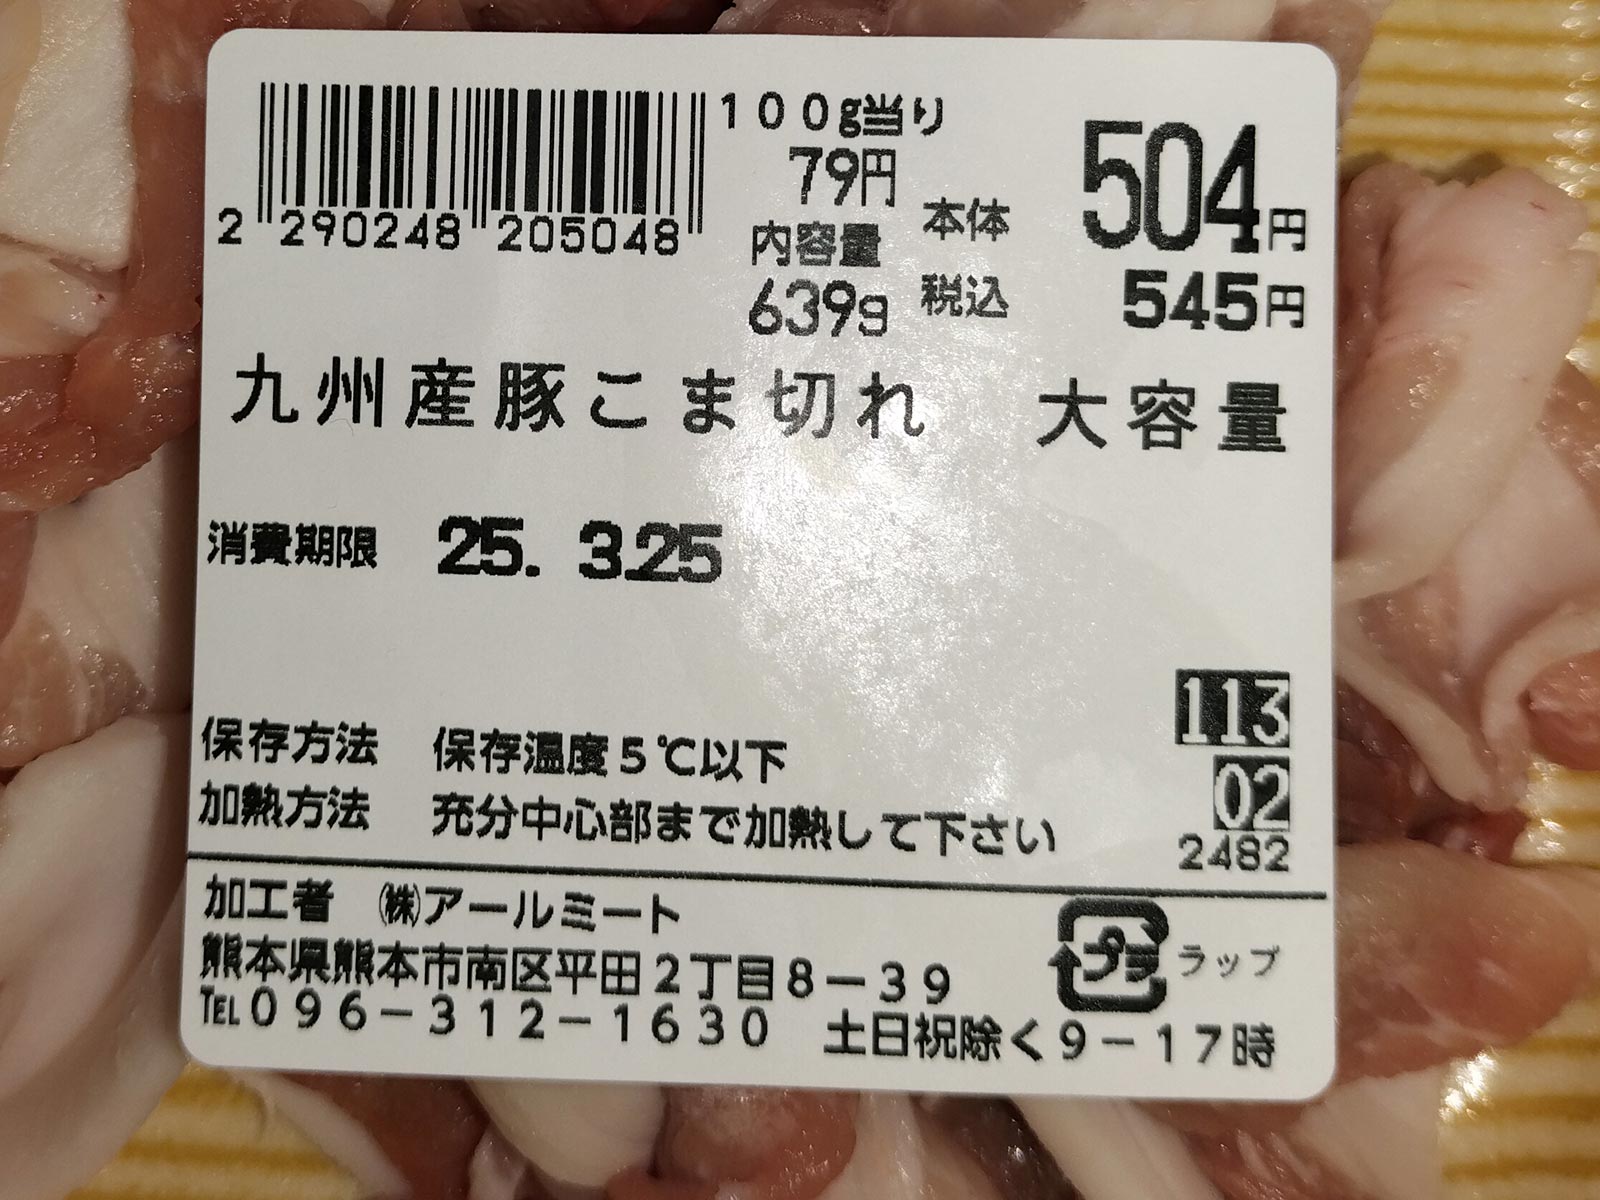 100g当り
79円
2 290248 205048
内容量
639g
本体 504円
税込 545円
九州産豚こま切れ 大容量
消費期限 25. 3.25
113
保存方法 保存温度5℃以下
02
加熱方法 充分中心部まで加熱して下さい
2482
加工者 ㈱アールミート
プラ ラップ
熊本県熊本市南区平田2丁目8-39
℡096-312-1630 土日祝除く9-17時